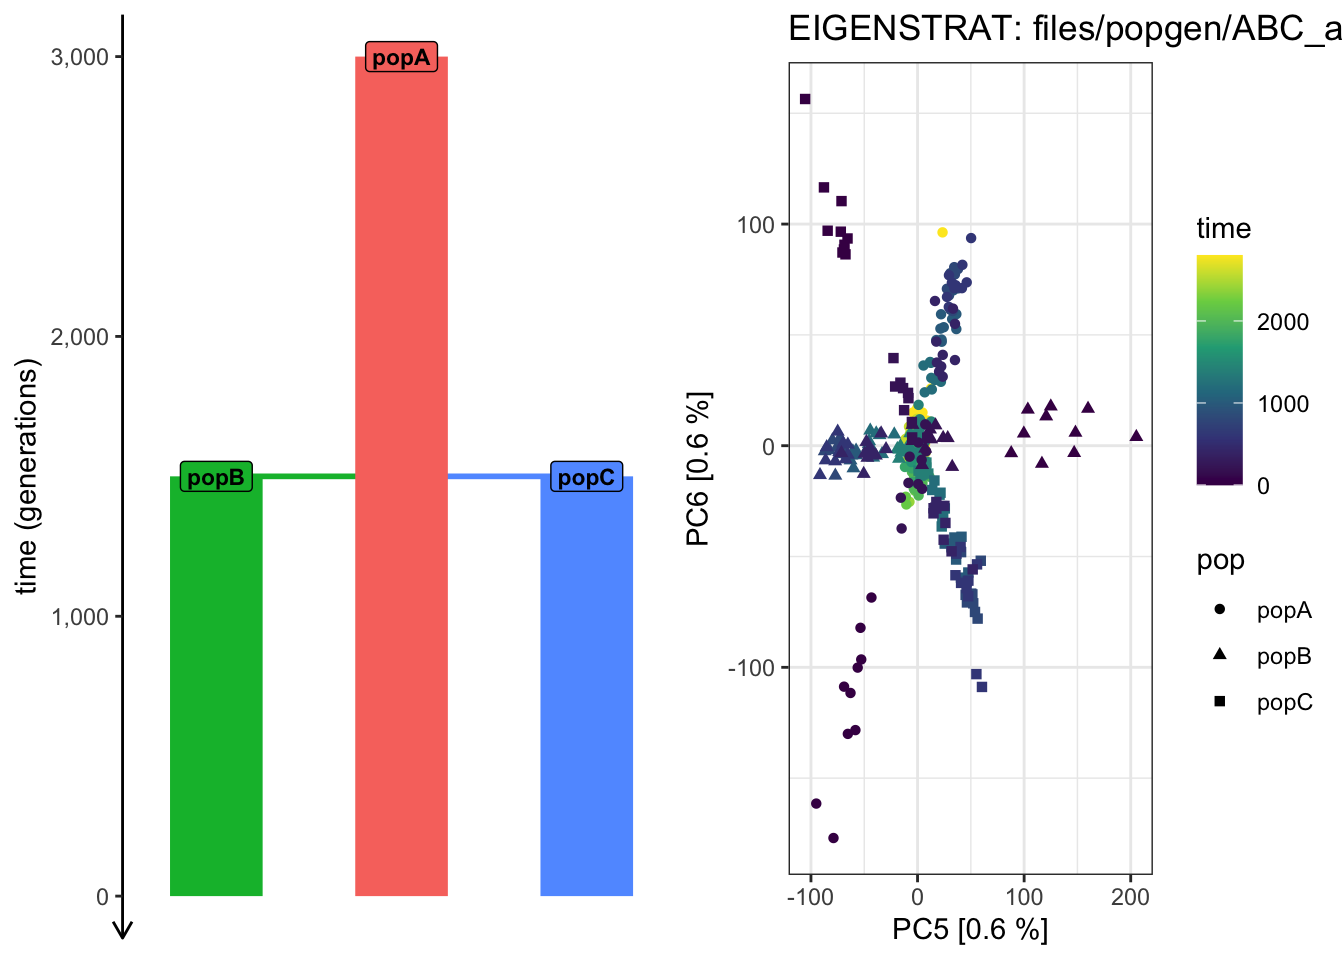 time (generations)
3,000
2,000
1,000
0
popA
popB
popC
EIGENSTRAT: files/popgen/ABC_a
PC6 [0.6 %]
100
0
-100
-100
0
100
200
PC5 [0.6 %]
time
2000
1000
0
pop
popA
popB
popC